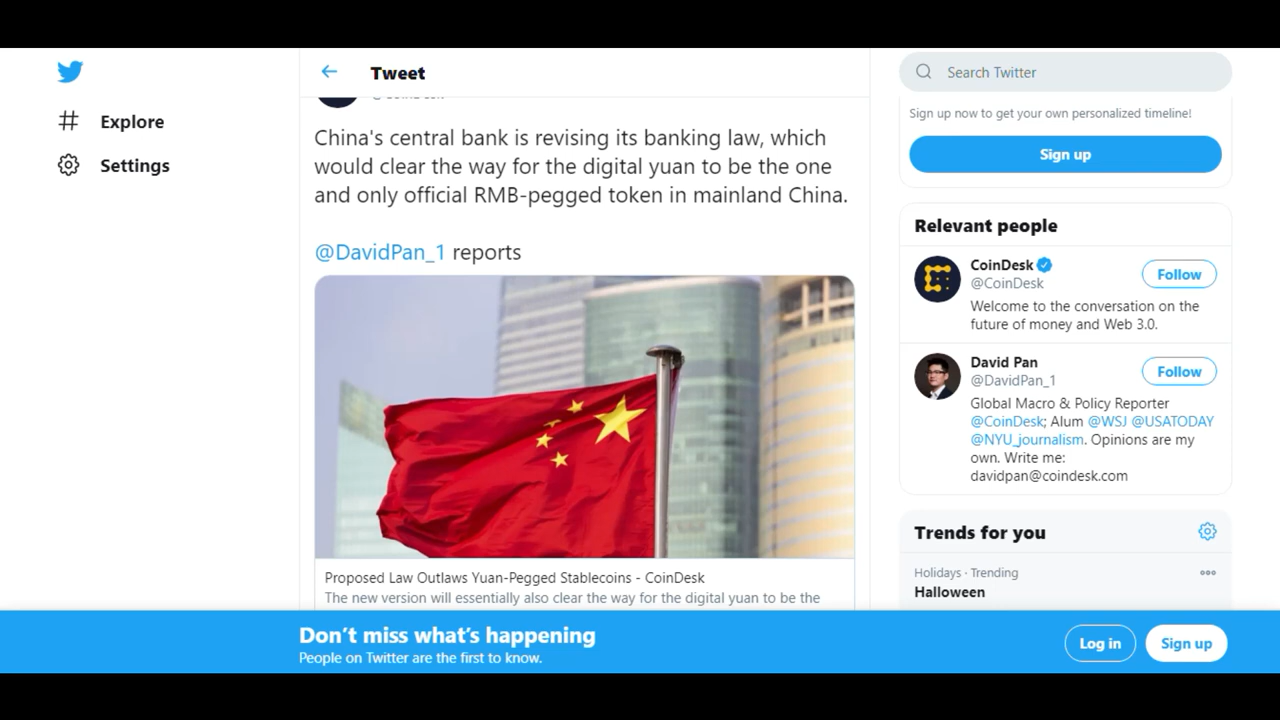 Tweet
Search Twitter
Explore
Settings
China's central bank is revising its banking law, which
would clear the way for the digital yuan to be the one
and only official RMB-pegged token in mainland China.
@DavidPan_1 reports
Proposed Law Outlaws Yuan-Pegged Stablecoins - CoinDesk
The new version will essentially also clear the way for the digital yuan to be the
Sign up now to get your own personalized timeline!
Sign up
Relevant people
CoinDesk
@CoinDesk
Follow
Welcome to the conversation on the
future of money and Web 3.0.
David Pan
@DavidPan_1
Follow
Global Macro & Policy Reporter
@CoinDesk; Alum @WSJ @USATODAY
@NYU_journalism. Opinions are my
own. Write me:
davidpan@coindesk.com
Trends for you
Holidays · Trending
Halloween
Don’t miss what’s happening
People on Twitter are the first to know.
Log in
Sign up